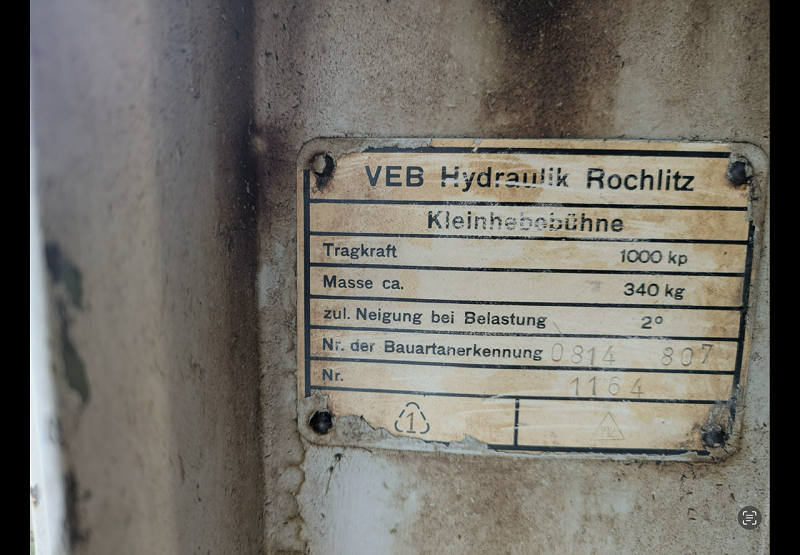 VEB Hydraulik Rochlitz
Kleinhebebühne
Tragkraft 1000 kp
Masse ca. 340 kg
zul. Neigung bei Belastung 2°
Nr. der Bauartanerkennung 0814 807
Nr. 1164
1